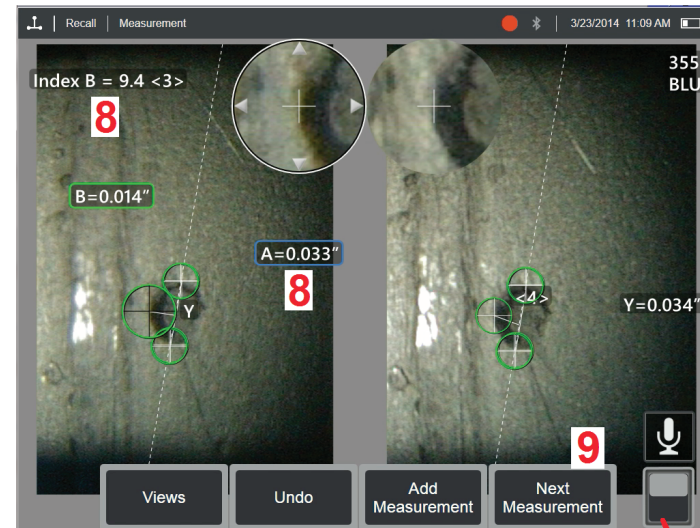 Recall Measurement 3/23/2014 11:09 AM
Index B = 9.4 <3>
8
355
BLU
B=0.014"
A=0.033"
8
Y
<4>
Y=0.034"
9
Views
Undo
Add
Measurement
Next
Measurement